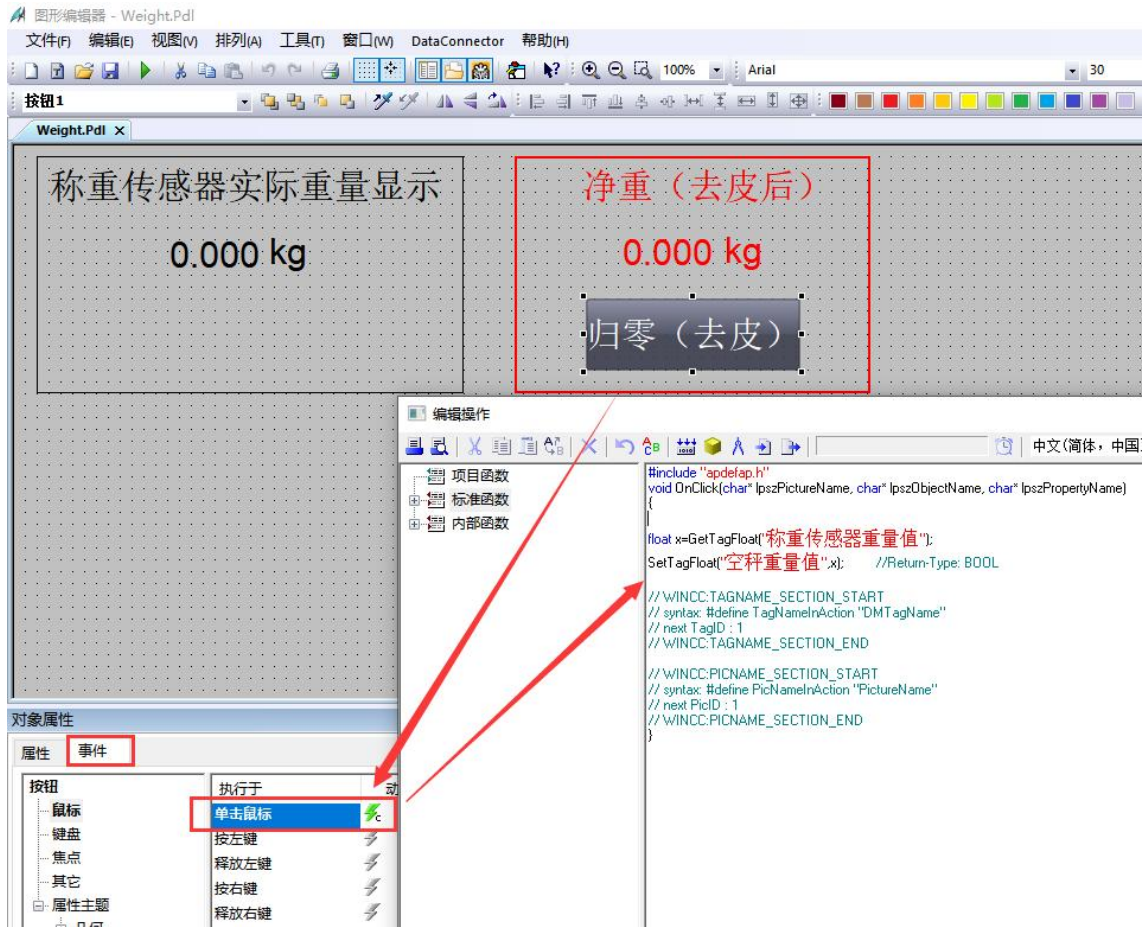 图形编辑器 - Weight.Pdl
文件(F) 编辑(E) 视图(V) 排列(A) 工具(T) 窗口(W) DataConnector 帮助(H)
100% Arial 30
按钮1
Weight.Pdl X
称重传感器实际重量显示
0.000 kg
净重（去皮后）
0.000 kg
归零（去皮）
编辑操作
中文(简体，中国
项目函数
标准函数
内部函数
#include "apdefap.h"
void OnClick(char* lpszPictureName, char* lpszObjectName, char* lpszPropertyName)
{
float x=GetTagFloat("称重传感器重量值");
SetTagFloat("空秤重量值",x); //Return-Type: BOOL
// WINCC:TAGNAME_SECTION_START
// syntax: #define TagNameInAction "DMTagName"
// next TagID : 1
// WINCC:TAGNAME_SECTION_END
// WINCC:PICNAME_SECTION_START
// syntax: #define PicNameInAction "PictureName"
// next PicID : 1
// WINCC:PICNAME_SECTION_END
}
对象属性
属性 事件
按钮
鼠标
键盘
焦点
其它
属性主题
几何
执行于 动
单击鼠标
按左键
释放左键
按右键
释放右键